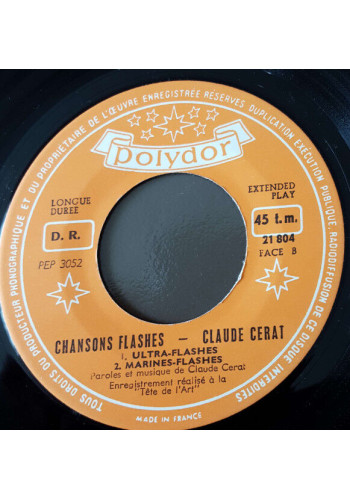 TOUS DROITS DU PRODUCTEUR PHONOGRAPHIQUE ET DU PROPRIETAIRE DE L'ŒUVRE ENREGISTRÉE RÉSERVÉS. DUPLICATION EXÉCUTION PUBLIQUE, RADIODIFFUSION DE CE DISQUE INTERDITES
polydor
LONGUE
DURÉE
EXTENDED
PLAY
D. R.
45 t.m.
PEP 3052
21 804
FACE B
CHANSONS FLASHES — CLAUDE CERAT
1. ULTRA-FLASHES
2. MARINES-FLASHES
Paroles et musique de Claude Cerat
Enregistrement réalisé à la
"Tête de l'Art"
MADE IN FRANCE